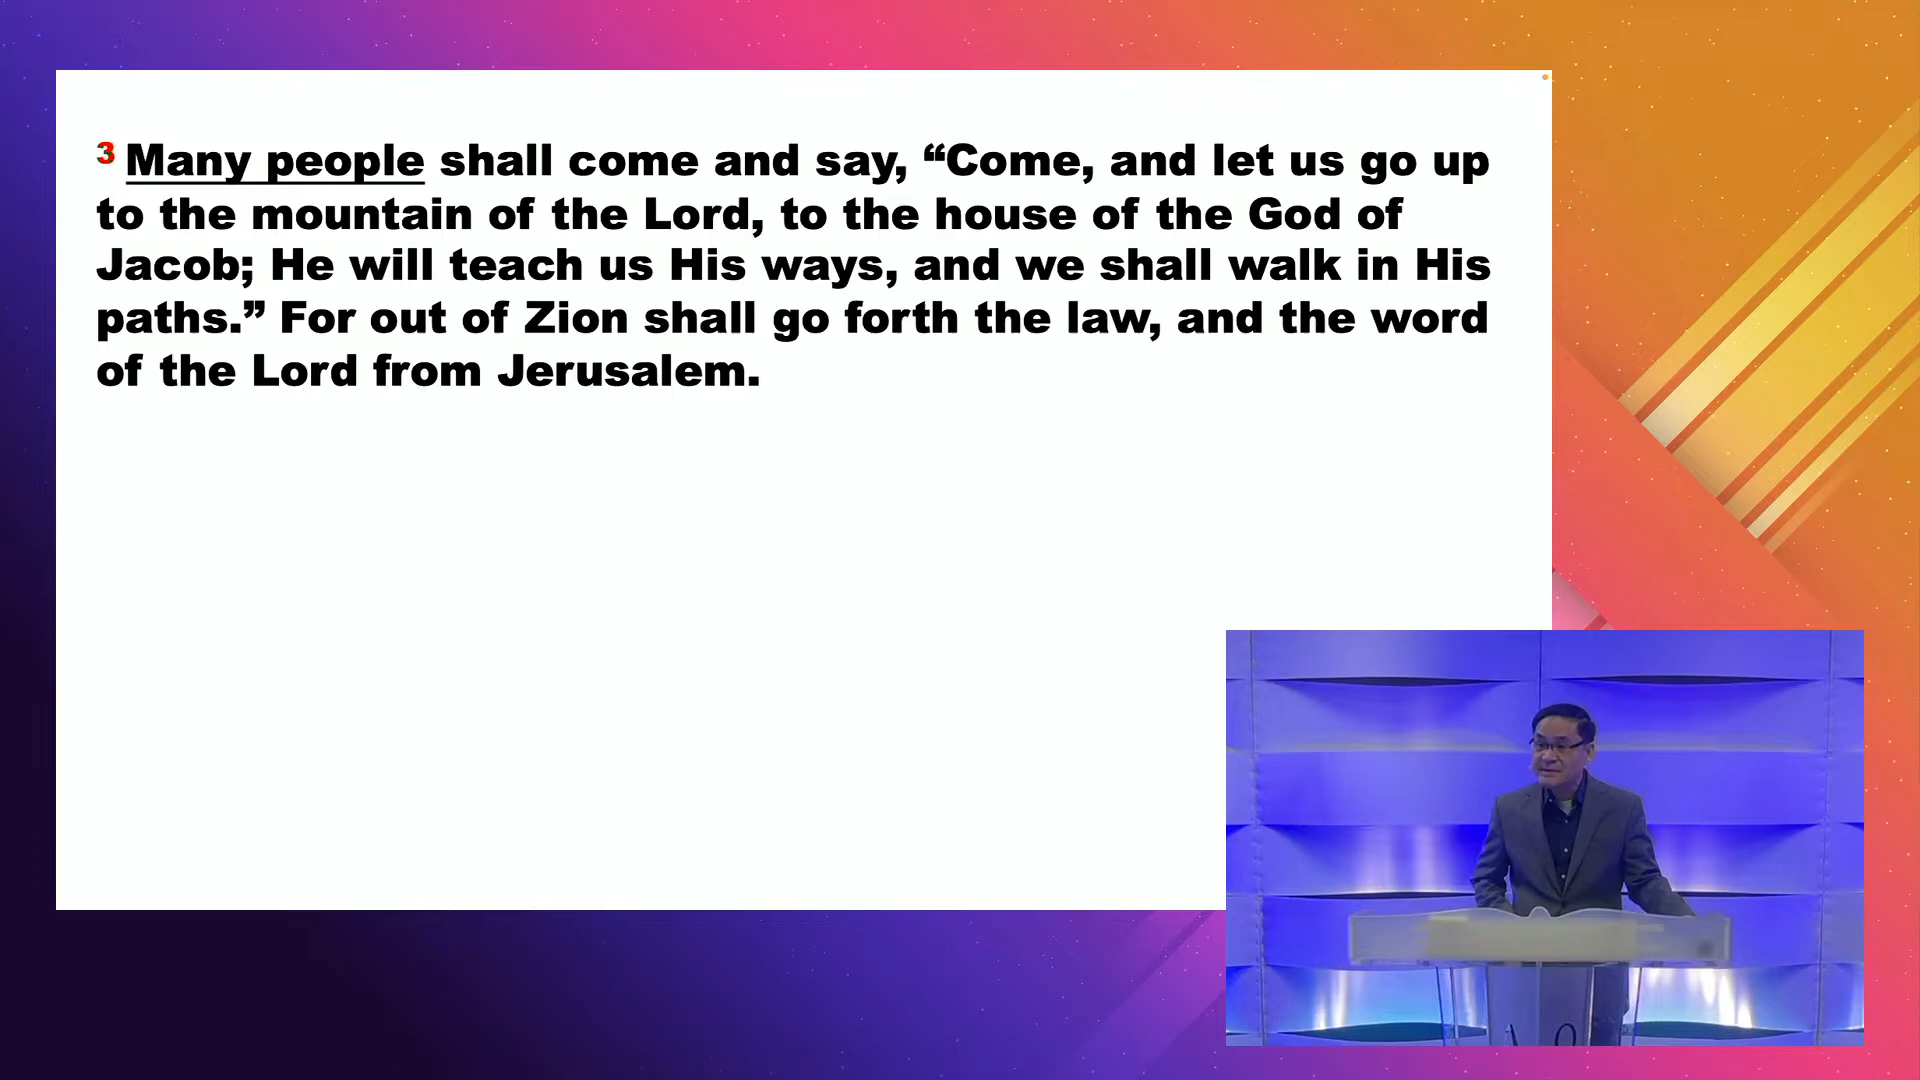 3 Many people shall come and say, “Come, and let us go up
to the mountain of the Lord, to the house of the God of
Jacob; He will teach us His ways, and we shall walk in His
paths.” For out of Zion shall go forth the law, and the word
of the Lord from Jerusalem.
A O